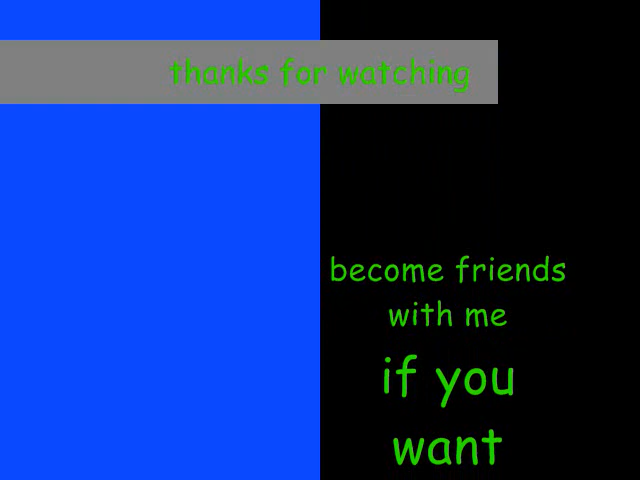 thanks for watching
become friends
with me
if you
want